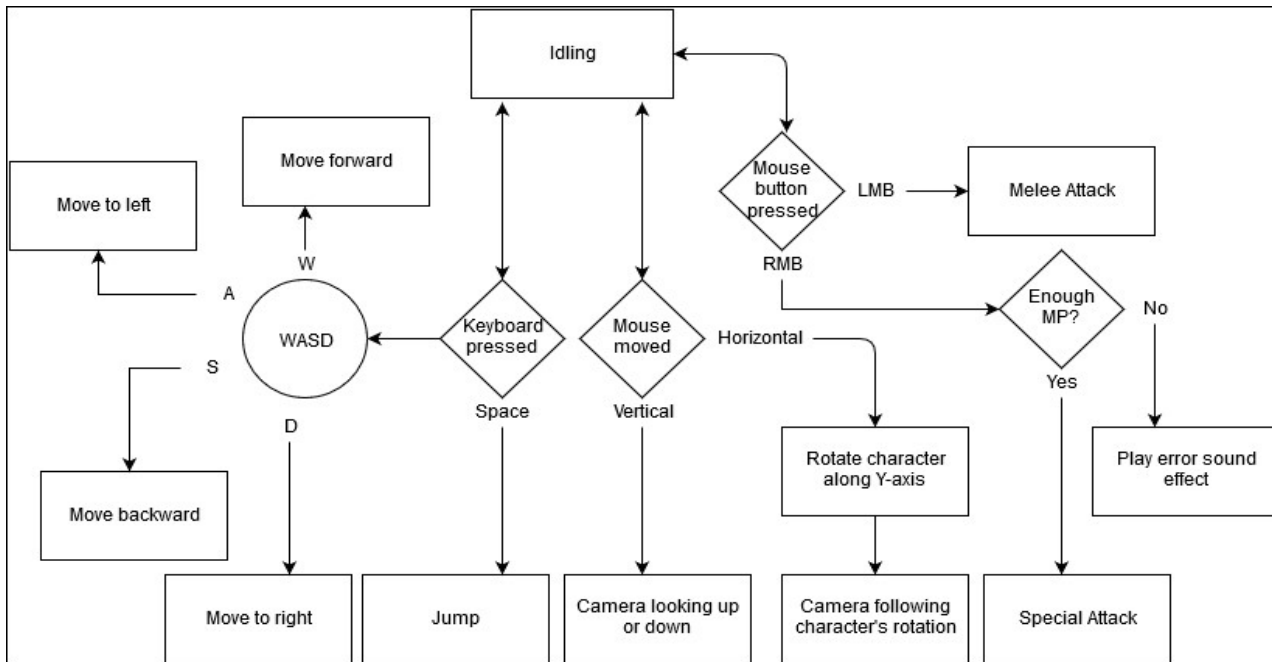 Idling
Move forward
Move to left
Mouse
button
pressed
LMB
Melee Attack
RMB
W
A
Enough
MP?
No
WASD
Keyboard
pressed
Mouse
moved
Horizontal
S
Yes
Space
Vertical
D
Rotate character
along Y-axis
Play error sound
effect
Move backward
Move to right
Jump
Camera looking up
or down
Camera following
character's rotation
Special Attack